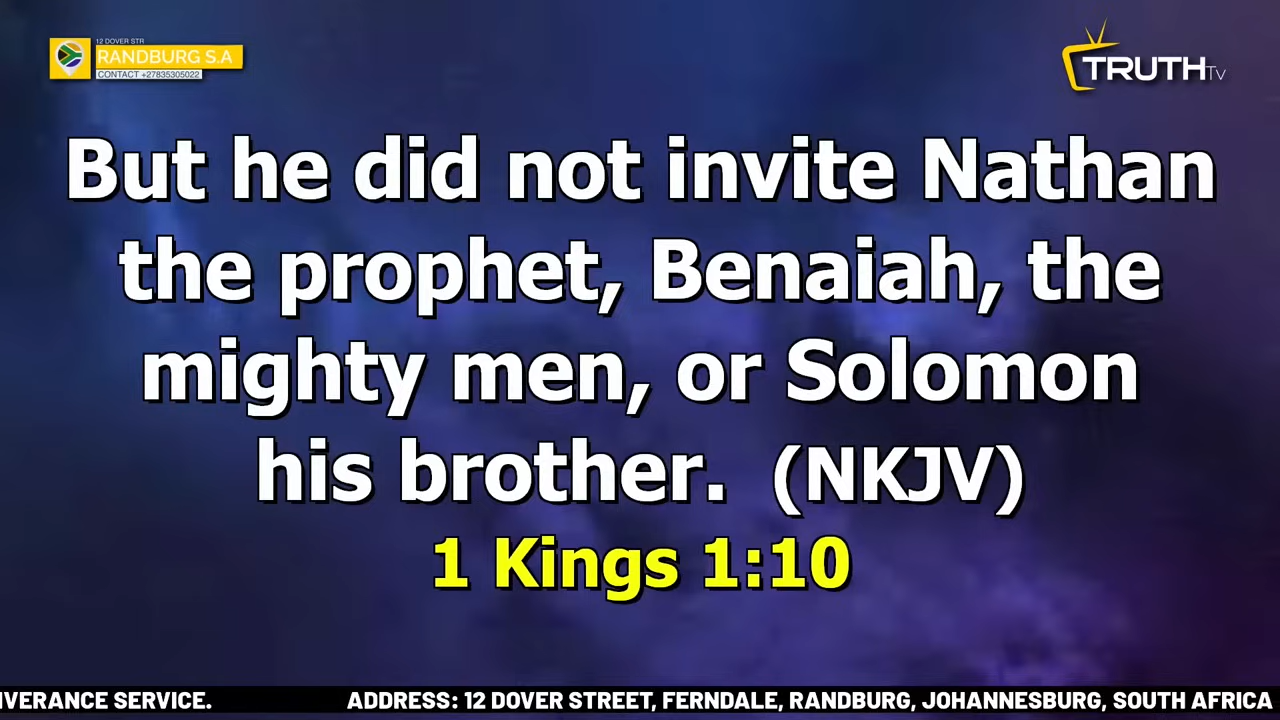 12 DOVER STR
RANDBURG S.A
CONTACT +27835305022
TRUTH TV
But he did not invite Nathan
the prophet, Benaiah, the
mighty men, or Solomon
his brother. (NKJV)
1 Kings 1:10
IVERANCE SERVICE. ADDRESS: 12 DOVER STREET, FERNDALE, RANDBURG, JOHANNESBURG, SOUTH AFRICA